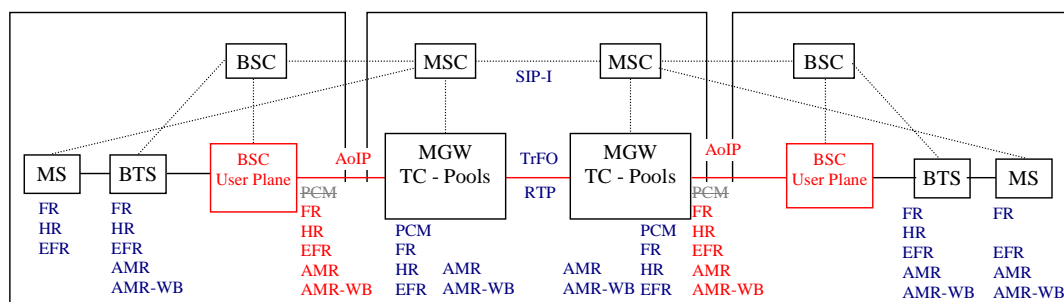 BSC
MSC
MSC
BSC
SIP-I
MS
BTS
BSC
User Plane
AoIP
MGW
TC - Pools
TrFO
RTP
MGW
TC - Pools
AoIP
BSC
User Plane
BTS
MS
FR
HR
EFR
FR
HR
EFR
AMR
AMR-WB
PCM
FR
HR
EFR
AMR
AMR-WB
PCM
FR
HR
EFR
AMR
AMR-WB
AMR
AMR-WB
PCM
FR
HR
EFR
PCM
FR
HR
EFR
AMR
AMR-WB
FR
HR
EFR
AMR
AMR-WB
FR
EFR
AMR
AMR-WB